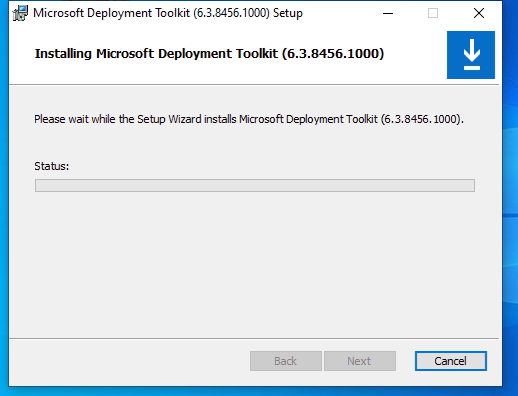 Microsoft Deployment Toolkit (6.3.8456.1000) Setup
Installing Microsoft Deployment Toolkit (6.3.8456.1000)
Please wait while the Setup Wizard installs Microsoft Deployment Toolkit (6.3.8456.1000).
Status:
Back Next Cancel